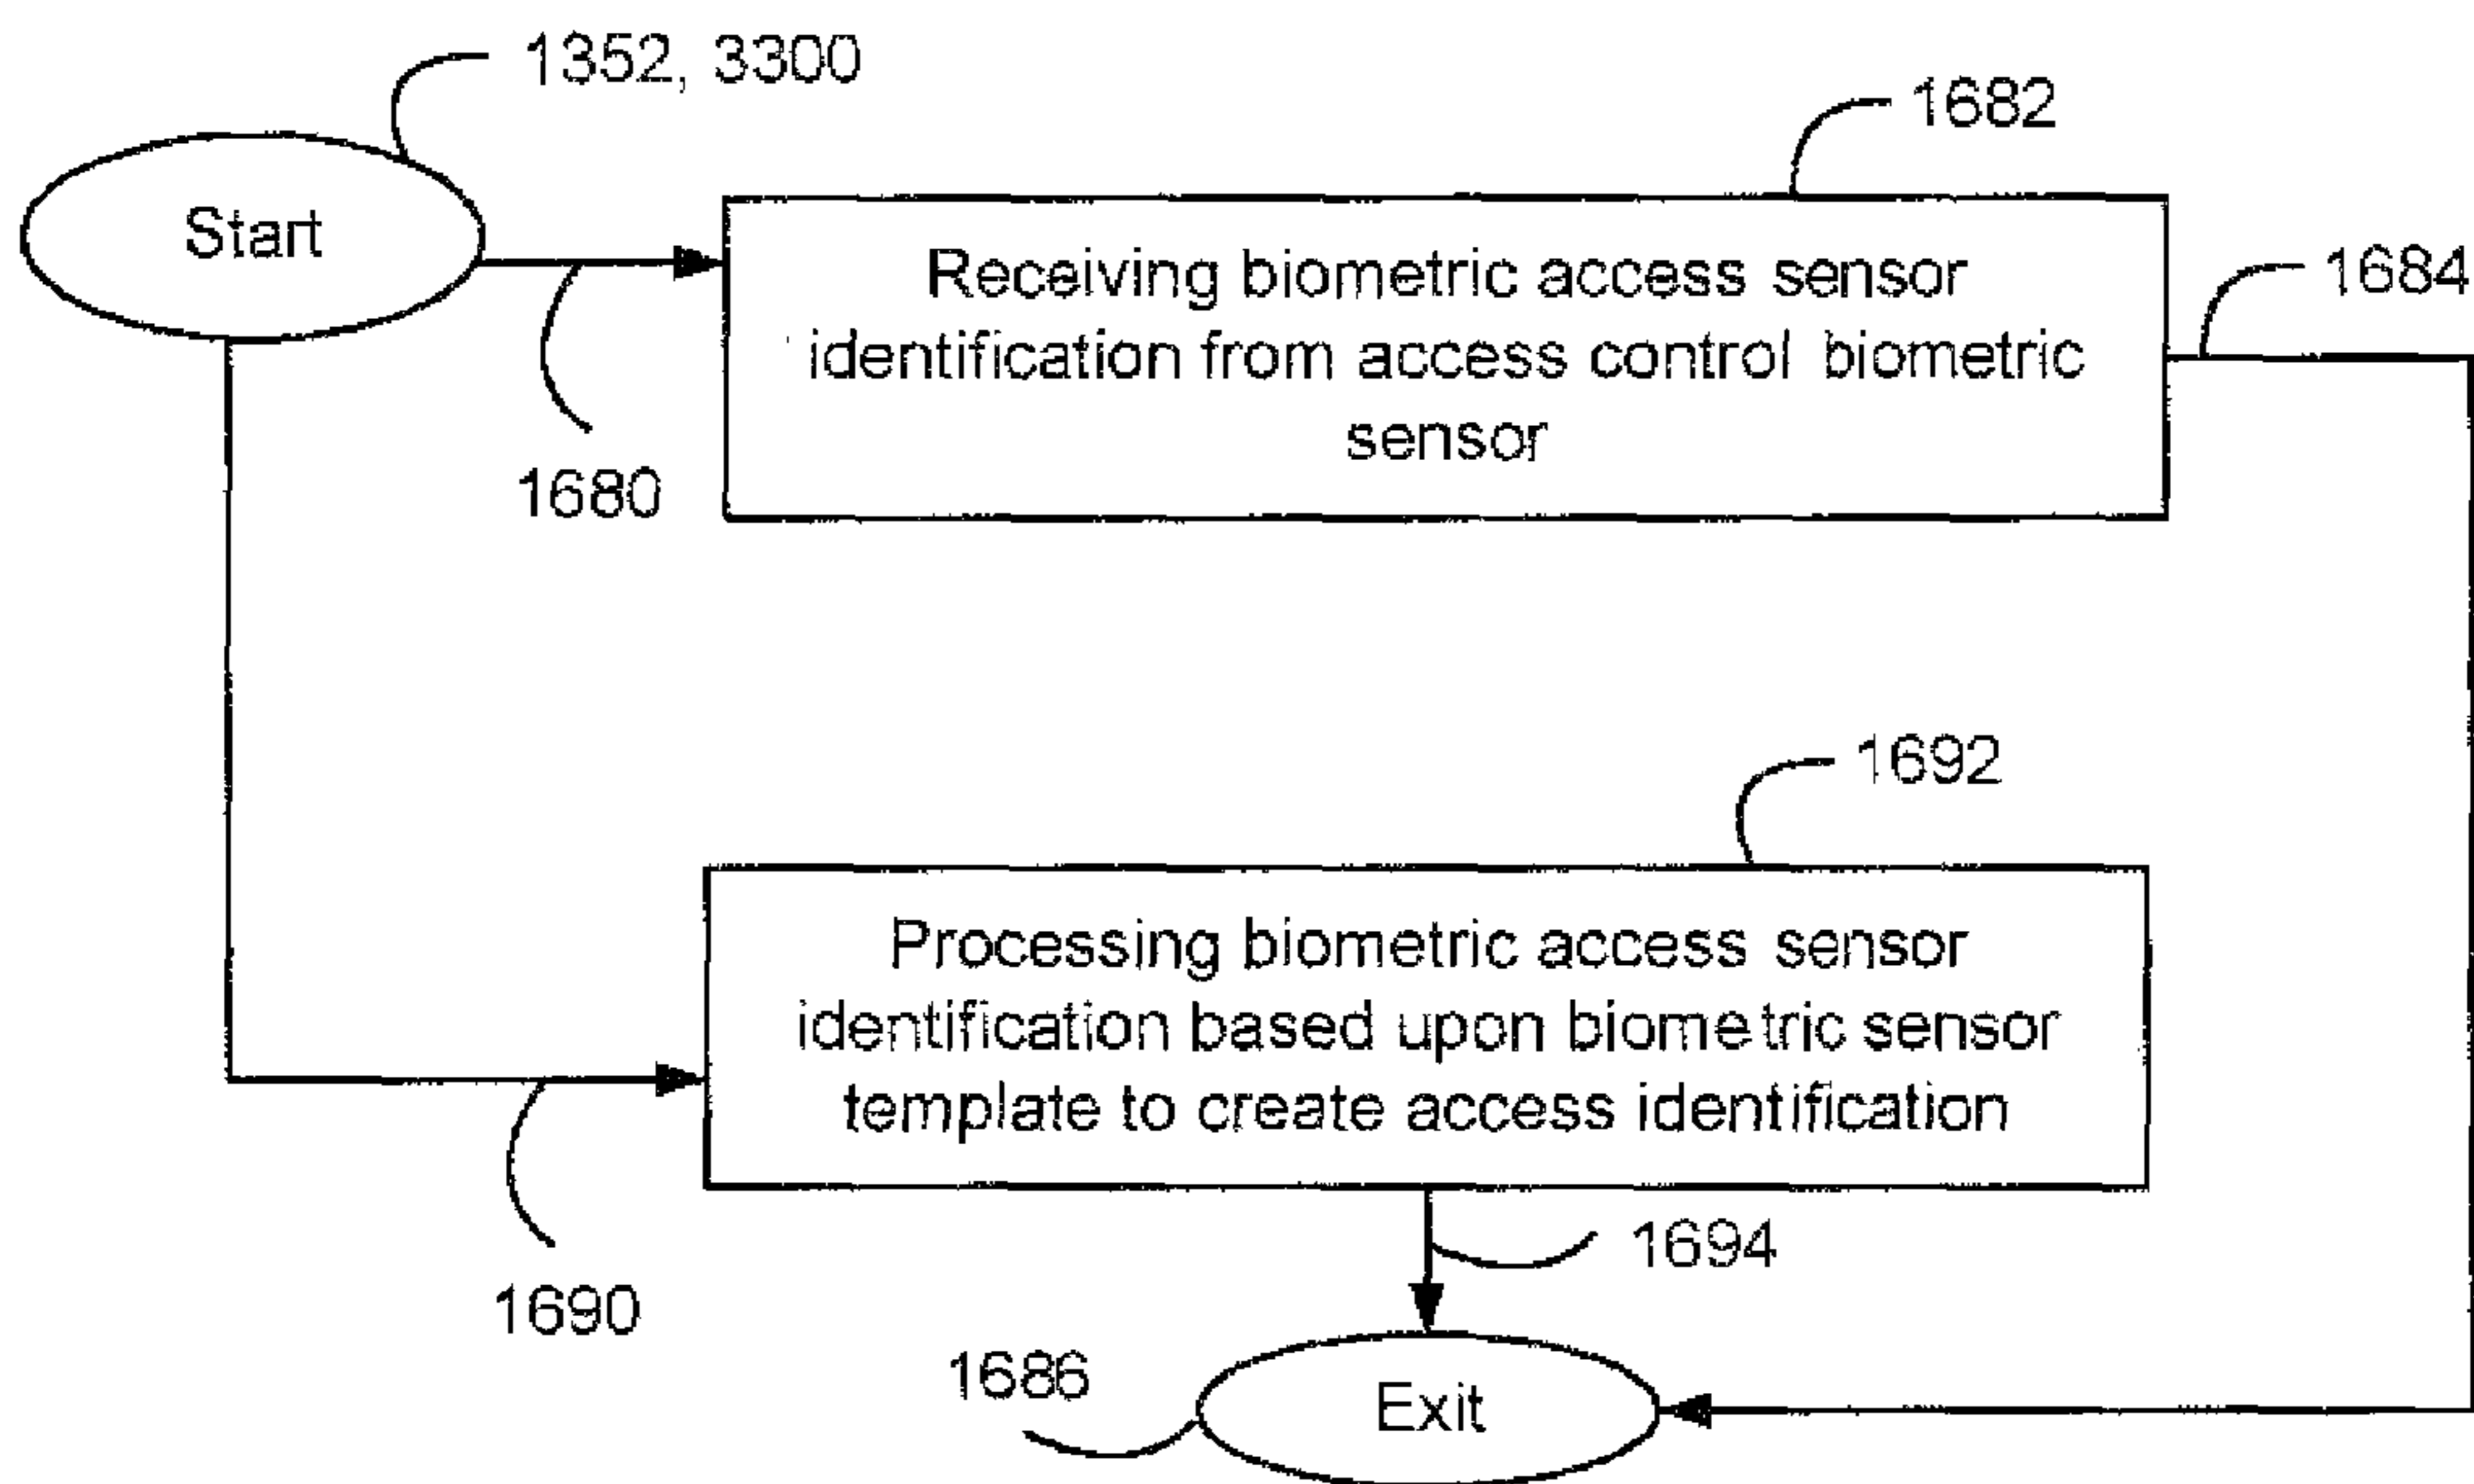 1352, 3300
1682
Start
Receiving biometric access sensor
identification from access control biometric
sensor
1684
1680
1692
Processing biometric access sensor
identification based upon biometric sensor
template to create access identification
1694
1690
1686
Exit